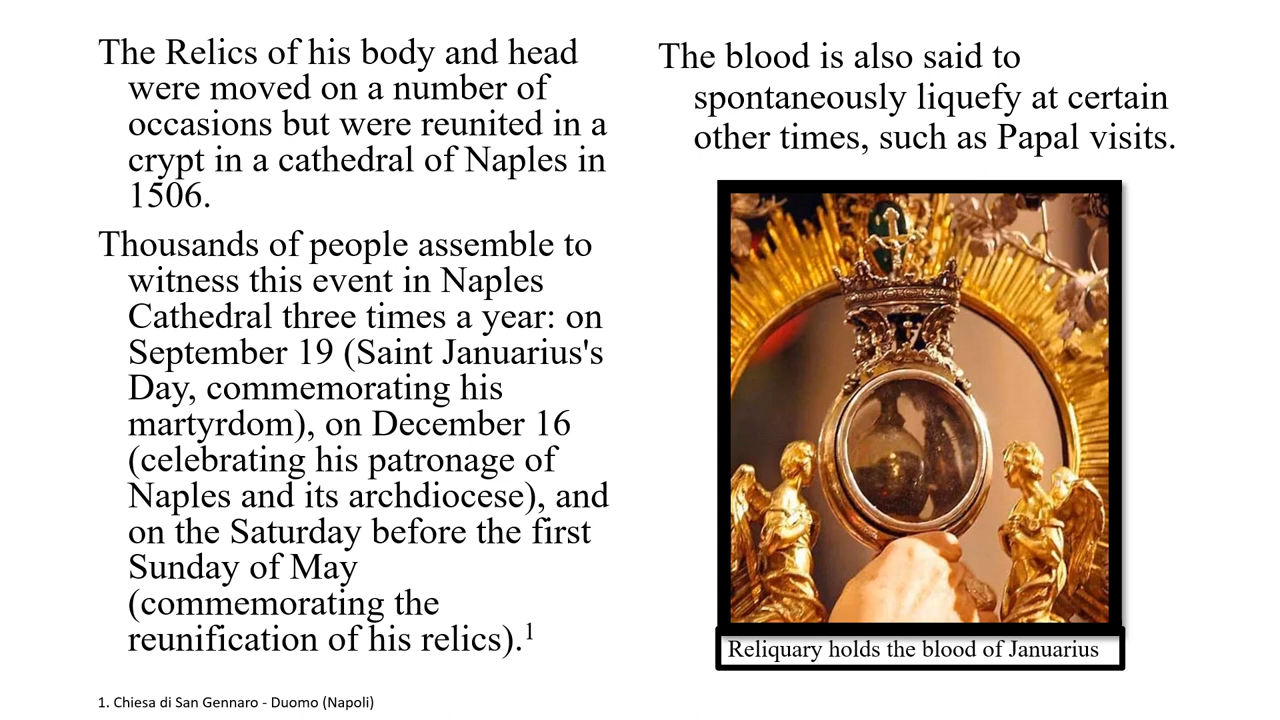 The Relics of his body and head
were moved on a number of
occasions but were reunited in a
crypt in a cathedral of Naples in
1506.
Thousands of people assemble to
witness this event in Naples
Cathedral three times a year: on
September 19 (Saint Januarius's
Day, commemorating his
martyrdom), on December 16
(celebrating his patronage of
Naples and its archdiocese), and
on the Saturday before the first
Sunday of May
(commemorating the
reunification of his relics).¹
The blood is also said to
spontaneously liquefy at certain
other times, such as Papal visits.
Reliquary holds the blood of Januarius
1. Chiesa di San Gennaro - Duomo (Napoli)